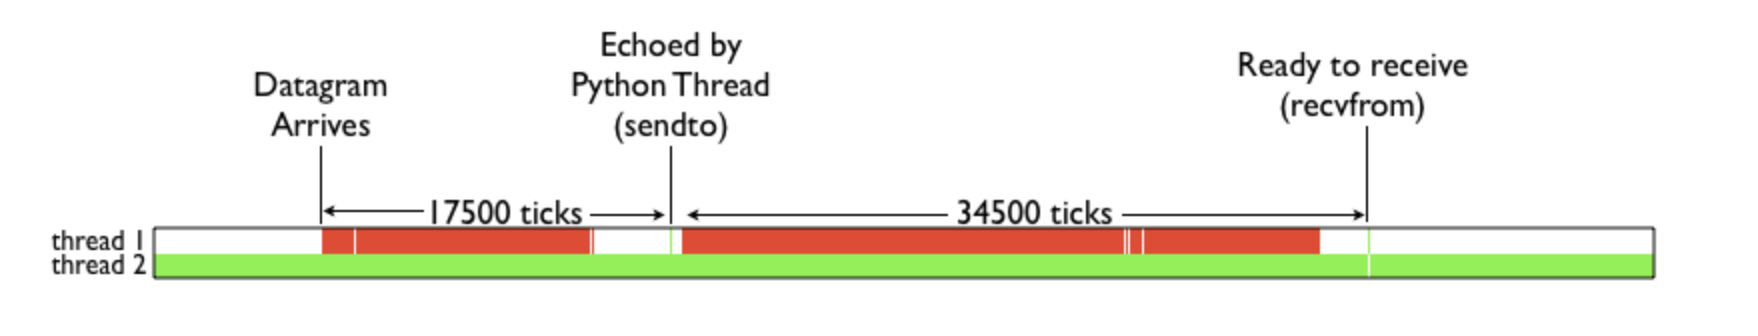 Datagram
Arrives
Echoed by
Python Thread
(sendto)
Ready to receive
(recvfrom)
17500 ticks
34500 ticks
thread 1
thread 2